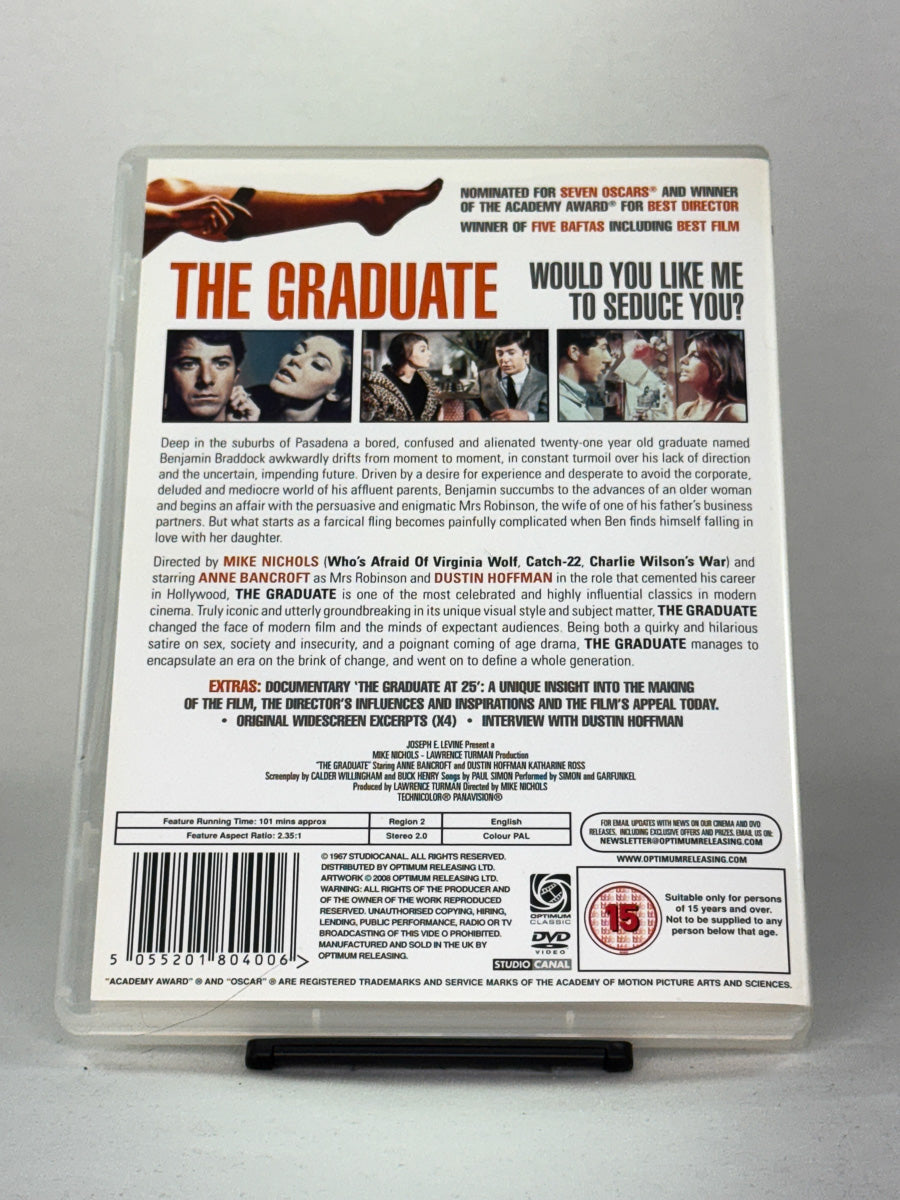 NOMINATED FOR SEVEN OSCARS® AND WINNER
OF THE ACADEMY AWARD® FOR BEST DIRECTOR
WINNER OF FIVE BAFTAS INCLUDING BEST FILM
THE GRADUATE
WOULD YOU LIKE ME
TO SEDUCE YOU?
Deep in the suburbs of Pasadena a bored, confused and alienated twenty-one year old graduate named
Benjamin Braddock awkwardly drifts from moment to moment, in constant turmoil over his lack of direction
and the uncertain, impending future. Driven by a desire for experience and desperate to avoid the corporate,
deluded and mediocre world of his affluent parents, Benjamin succumbs to the advances of an older woman
and begins an affair with the persuasive and enigmatic Mrs Robinson, the wife of one of his father's business
partners. But what starts as a farcical fling becomes painfully complicated when Ben finds himself falling in
love with her daughter.
Directed by MIKE NICHOLS (Who's Afraid Of Virginia Wolf, Catch-22, Charlie Wilson's War) and
starring ANNE BANCROFT as Mrs Robinson and DUSTIN HOFFMAN in the role that cemented his career
in Hollywood, THE GRADUATE is one of the most celebrated and highly influential classics in modern
cinema. Truly iconic and utterly groundbreaking in its unique visual style and subject matter, THE GRADUATE
changed the face of modern film and the minds of expectant audiences. Being both a quirky and hilarious
satire on sex, society and insecurity, and a poignant coming of age drama, THE GRADUATE manages to
encapsulate an era on the brink of change, and went on to define a whole generation.
EXTRAS: DOCUMENTARY 'THE GRADUATE AT 25': A UNIQUE INSIGHT INTO THE MAKING
OF THE FILM, THE DIRECTOR'S INFLUENCES AND INSPIRATIONS AND THE FILM'S APPEAL TODAY.
• ORIGINAL WIDESCREEN EXCERPTS (X4) • INTERVIEW WITH DUSTIN HOFFMAN
JOSEPH E. LEVINE Present a
MIKE NICHOLS - LAWRENCE TURMAN Production
"THE GRADUATE" Staring ANNE BANCROFT and DUSTIN HOFFMAN KATHARINE ROSS
Screenplay by CALDER WILLINGHAM and BUCK HENRY Songs by PAUL SIMON Performed by SIMON and GARFUNKEL
Produced by LAWRENCE TURMAN Directed by MIKE NICHOLS
TECHNICOLOR® PANAVISION®
Feature Running Time: 101 mins approx
Region 2
English
Feature Aspect Ratio: 2.35:1
Stereo 2.0
Colour PAL
FOR EMAIL UPDATES WITH NEWS ON OUR CINEMA AND DVD
RELEASES, INCLUDING EXCLUSIVE OFFERS AND PRIZES. EMAIL US ON:
NEWSLETTER@OPTIMUMRELEASING.COM
WWW.OPTIMUMRELEASING.COM
© 1967 STUDIOCANAL. ALL RIGHTS RESERVED.
DISTRIBUTED BY OPTIMUM RELEASING LTD.
ARTWORK © 2008 OPTIMUM RELEASING LTD.
WARNING: ALL RIGHTS OF THE PRODUCER AND
OF THE OWNER OF THE WORK REPRODUCED
RESERVED. UNAUTHORISED COPYING, HIRING,
LENDING, PUBLIC PERFORMANCE, RADIO OR TV
BROADCASTING OF THIS VIDE O PROHIBITED.
MANUFACTURED AND SOLD IN THE UK BY
OPTIMUM RELEASING.
OPTIMUM
CLASSIC
DVD
VIDEO
STUDIO CANAL
15
Suitable only for persons
of 15 years and over.
Not to be supplied to any
person below that age.
5 055201 804006 >
"ACADEMY AWARD" ® AND "OSCAR" ® ARE REGISTERED TRADEMARKS AND SERVICE MARKS OF THE ACADEMY OF MOTION PICTURE ARTS AND SCIENCES.